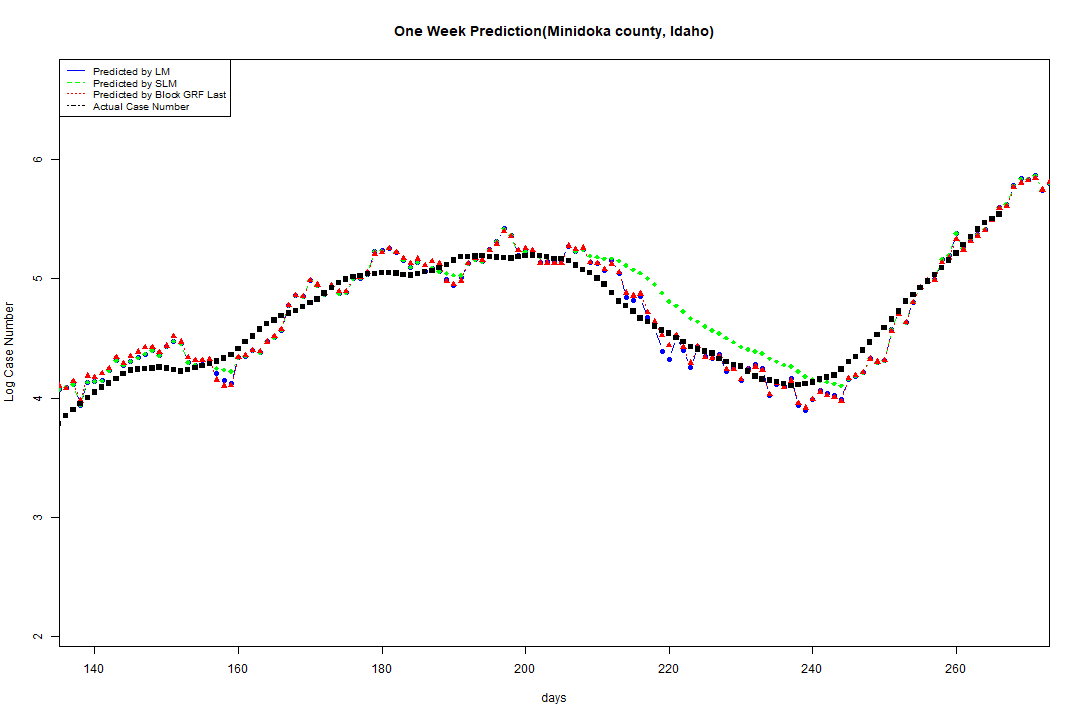 One Week Prediction(Minidoka county, Idaho)
Predicted by LM
Predicted by SLM
Predicted by Block GRF Last
Actual Case Number
6
5
4
3
2
Log Case Number
140 160 180 200 220 240 260
days